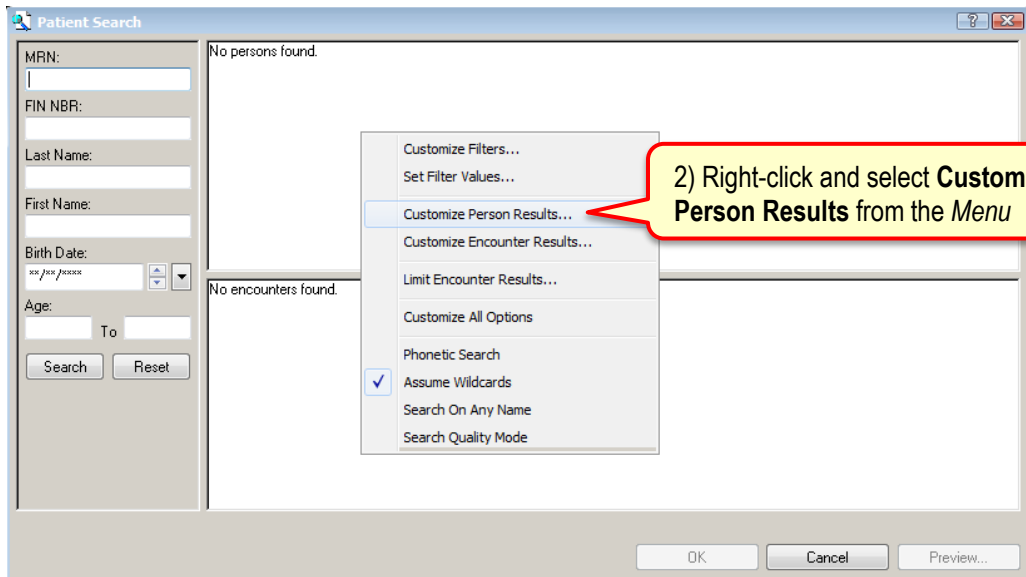 Patient Search
MRN:
FIN NBR:
Last Name:
First Name:
Birth Date:
**/**/****
Age:
To
Search Reset
No persons found.
Customize Filters...
Set Filter Values...
Customize Person Results...
Customize Encounter Results...
Limit Encounter Results...
Customize All Options
Phonetic Search
Assume Wildcards
Search On Any Name
Search Quality Mode
2) Right-click and select Custom
Person Results from the Menu
No encounters found.
OK Cancel Preview...